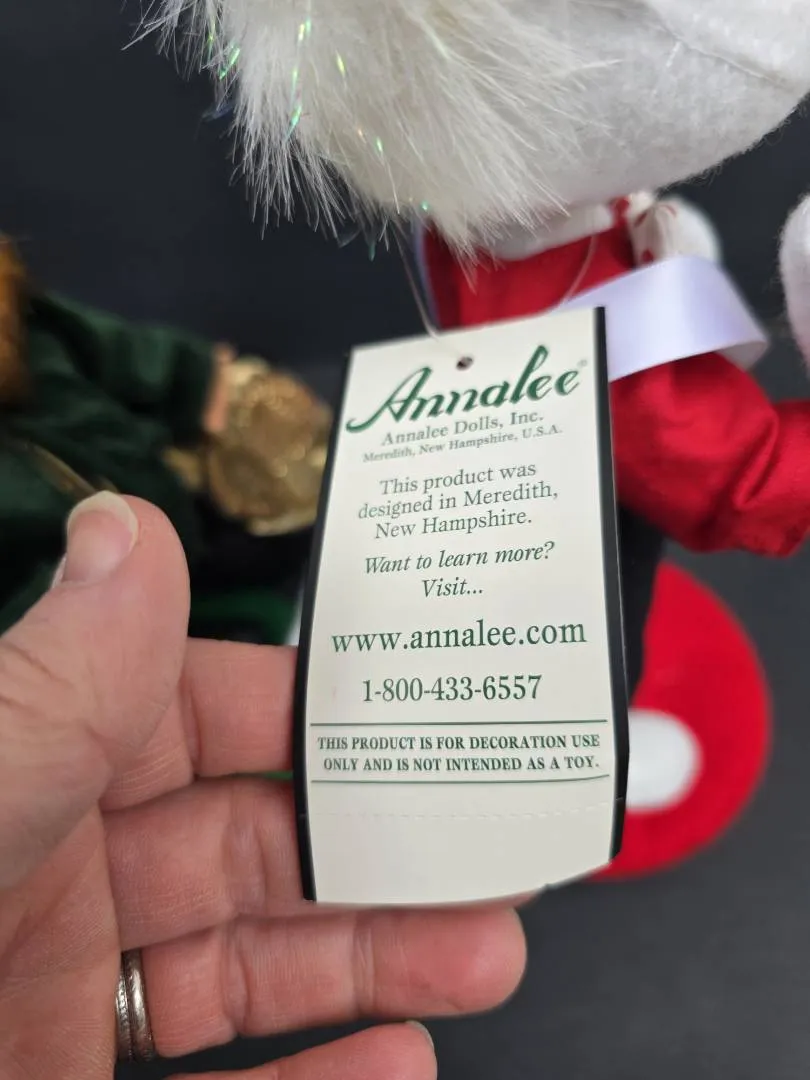 Annalee®
Annalee Dolls, Inc.
Meredith, New Hampshire, U.S.A.
This product was
designed in Meredith,
New Hampshire.
Want to learn more?
Visit...
www.annalee.com
1-800-433-6557
THIS PRODUCT IS FOR DECORATION USE
ONLY AND IS NOT INTENDED AS A TOY.